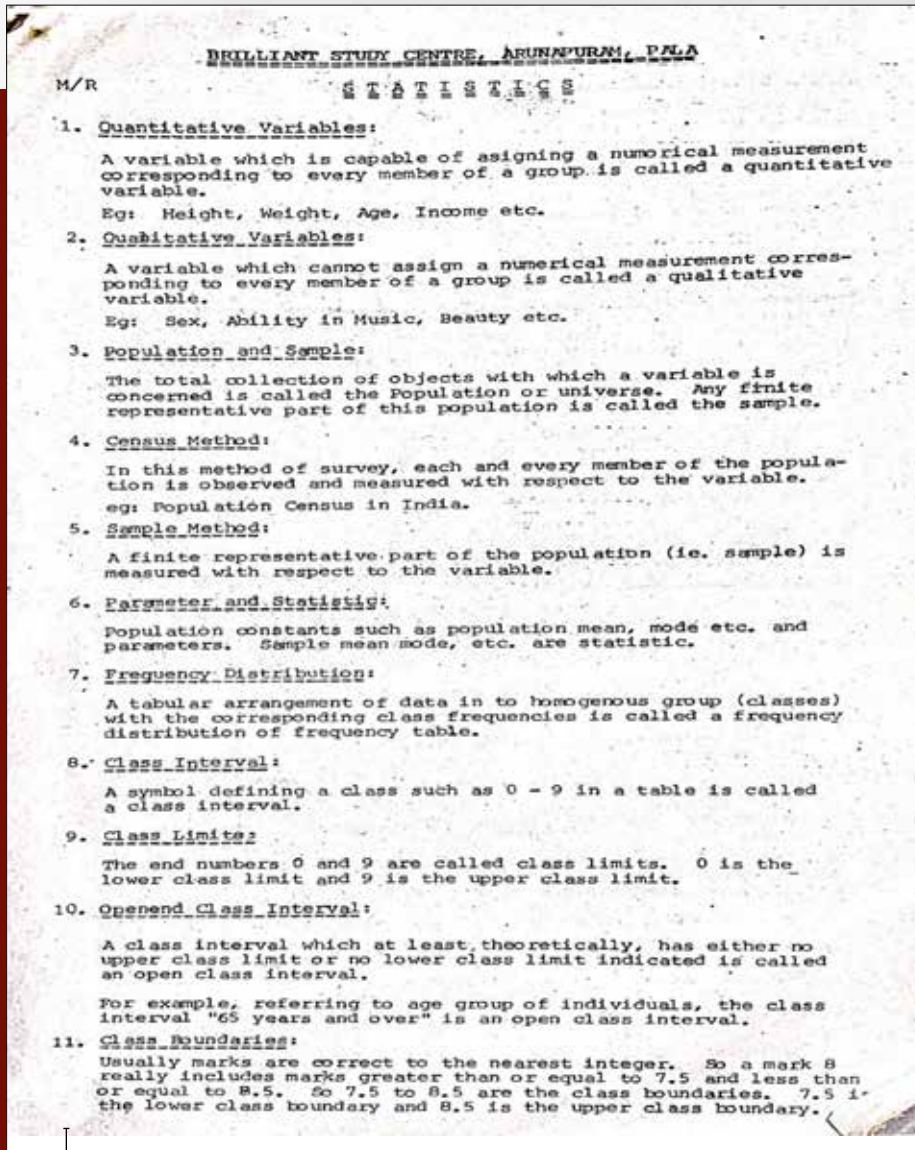 BRILLIANT STUDY CENTRE, ARUNAPURAM, PALA
M/R
S T A T I S T I C S
1. Quantitative Variables:
A variable which is capable of asigning a numorical measurement
corresponding to every member of a group is called a quantitative
variable.
Eg: Height, Weight, Age, Income etc.
2. Quabitative Variables:
A variable which cannot assign a numerical measurement corres-
ponding to every member of a group is called a qualitative
variable.
Eg: Sex, Ability in Music, Beauty etc.
3. Population and Sample:
The total collection of objects with which a variable is
concerned is called the Population or universe. Any finite
representative part of this population is called the sample.
4. Census Method:
In this method of survey, each and every member of the popula-
tion is observed and measured with respect to the variable.
eg: Population Census in India.
5. Sample Method:
A finite representative part of the population (ie. sample) is
measured with respect to the variable.
6. Parameter and Statistic:
Population constants such as population mean, mode etc. and
parameters. Sample mean mode, etc. are statistic.
7. Frequency Distribution:
A tabular arrangement of data in to homogenous group (classes)
with the corresponding class frequencies is called a frequency
distribution of frequency table.
8. Class Interval:
A symbol defining a class such as 0 - 9 in a table is called
a class interval.
9. Class Limits:
The end numbers 0 and 9 are called class limits. 0 is the
lower class limit and 9 is the upper class limit.
10. Openend Class Interval:
A class interval which at least, theoretically, has either no
upper class limit or no lower class limit indicated is called
an open class interval.
For example, referring to age group of individuals, the class
interval "65 years and over" is an open class interval.
11. Class Boundaries:
Usually marks are correct to the nearest integer. So a mark 8
really includes marks greater than or equal to 7.5 and less than
or equal to 8.5. So 7.5 to 8.5 are the class boundaries. 7.5 i
the lower class boundary and 8.5 is the upper class boundary.